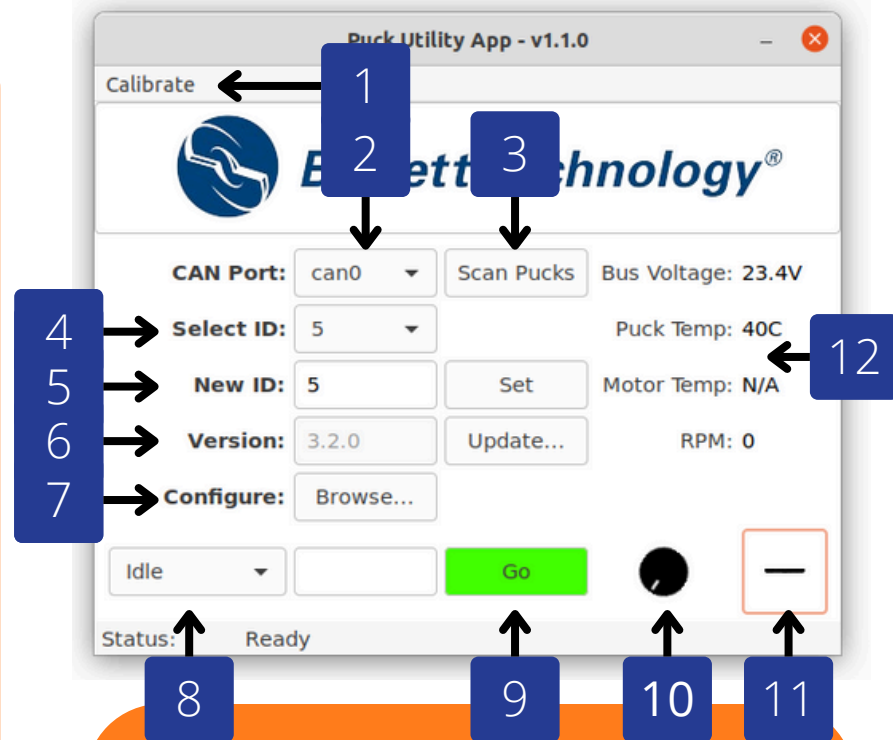 Puck Utility App - v1.1.0
Calibrate
1
2
3
Technology®
CAN Port: can0 Scan Pucks Bus Voltage: 23.4V
4 Select ID: 5 Puck Temp: 40C
12
5 New ID: 5 Set Motor Temp: N/A
6 Version: 3.2.0 Update... RPM: 0
7 Configure: Browse...
Idle Go
Status: Ready
8 9 10 11